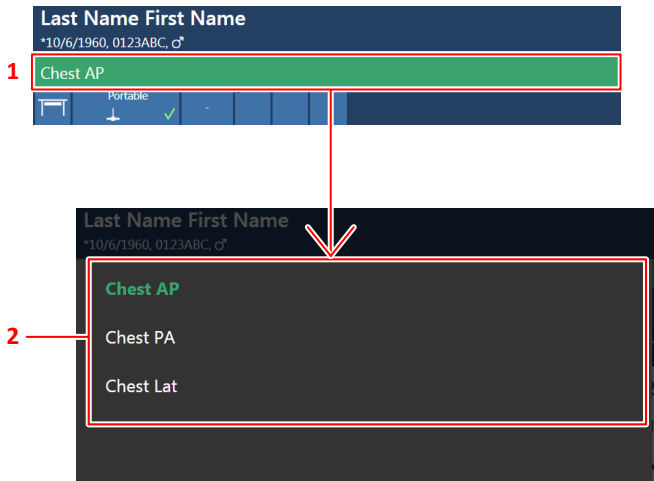 Last Name First Name
*10/6/1960, 0123ABC, ♂
1
Chest AP
Portable
-
Last Name First Name
*10/6/1960, 0123ABC, ♂
Chest AP
2
Chest PA
Chest Lat